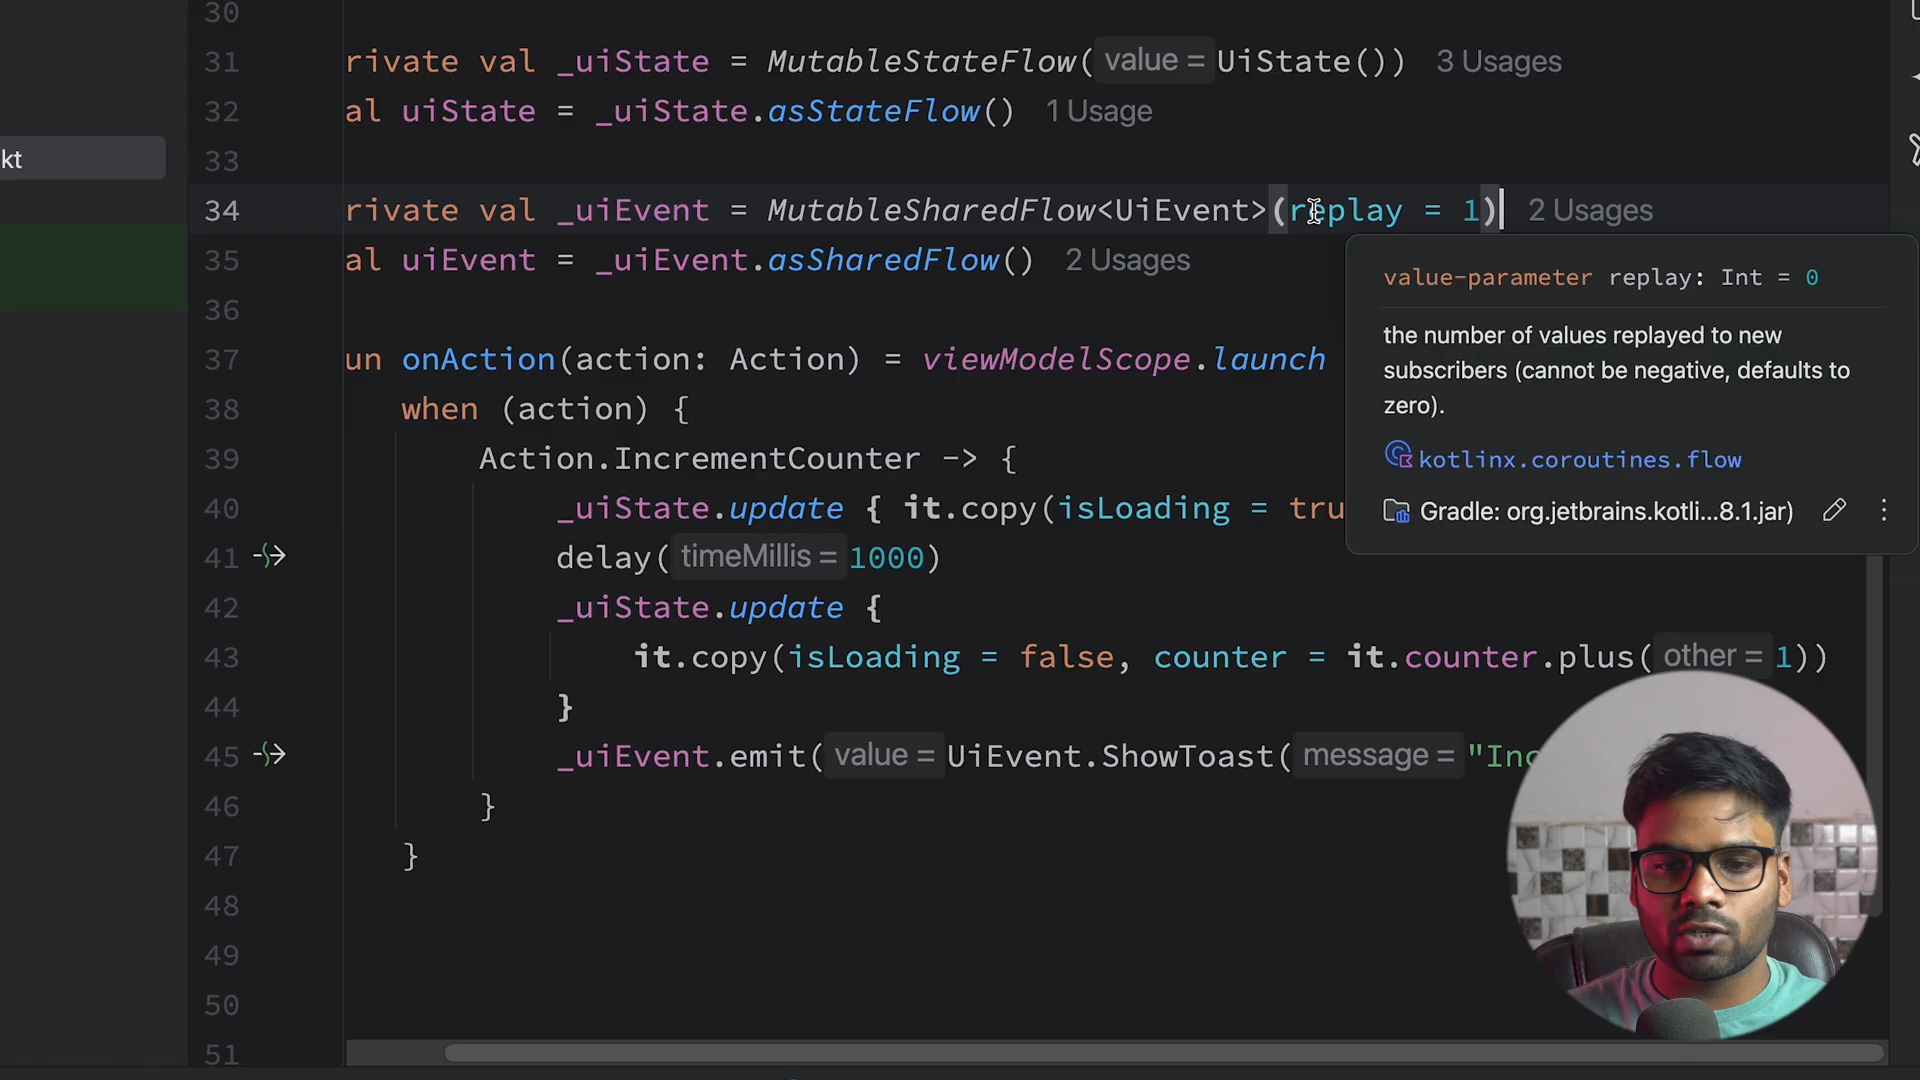 30
31 rivate val _uiState = MutableStateFlow( value = UiState()) 3 Usages
32 al uiState = _uiState.asStateFlow() 1 Usage
33
kt
34 rivate val _uiEvent = MutableSharedFlow<UiEvent>(replay = 1) 2 Usages
35 al uiEvent = _uiEvent.asSharedFlow() 2 Usages
value-parameter replay: Int = 0
the number of values replayed to new
subscribers (cannot be negative, defaults to
zero).
kotlinx.coroutines.flow
Gradle: org.jetbrains.kotli...8.1.jar)
36
37 un onAction(action: Action) = viewModelScope.launch
38 when (action) {
39 Action.IncrementCounter -> {
40 _uiState.update { it.copy(isLoading = tru
41 delay( timeMillis = 1000)
42 _uiState.update {
43 it.copy(isLoading = false, counter = it.counter.plus( other = 1))
44 }
45 _uiEvent.emit( value = UiEvent.ShowToast( message = "Inc
46 }
47 }
48
49
50
51